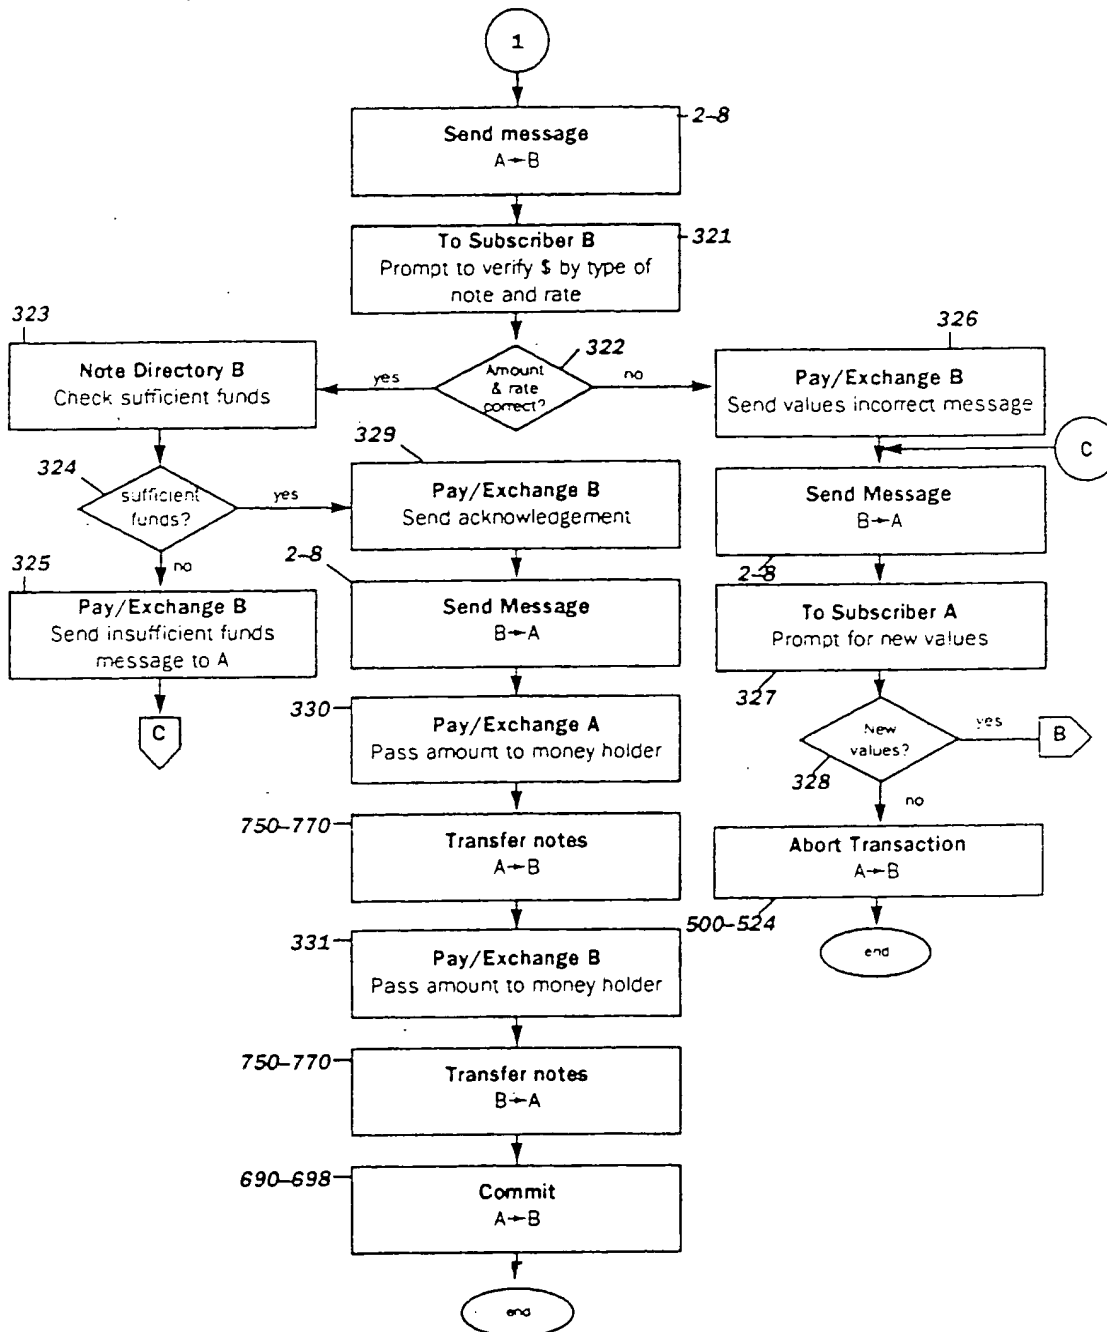 1
2-8
Send message
A→B
321
To Subscriber B
Prompt to verify $ by type of
note and rate
322
Amount
& rate
correct?
yes
no
323
Note Directory B
Check sufficient funds
326
Pay/Exchange B
Send values incorrect message
C
324
sufficient
funds?
yes
no
329
Pay/Exchange B
Send acknowledgement
Send Message
B→A
2-8
325
Pay/Exchange B
Send insufficient funds
message to A
C
2-8
Send Message
B→A
To Subscriber A
Prompt for new values
327
330
Pay/Exchange A
Pass amount to money holder
New
values?
328
yes
B
no
750-770
Transfer notes
A→B
Abort Transaction
A→B
500-524
end
331
Pay/Exchange B
Pass amount to money holder
750-770
Transfer notes
B→A
690-698
Commit
A→B
end